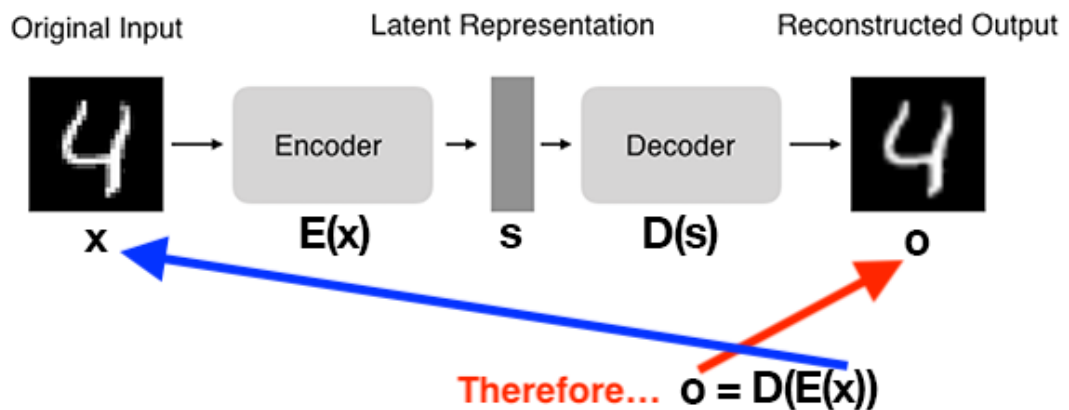 Original Input Latent Representation Reconstructed Output
Encoder Decoder
x E(x) s D(s) o
Therefore... o = D(E(x))